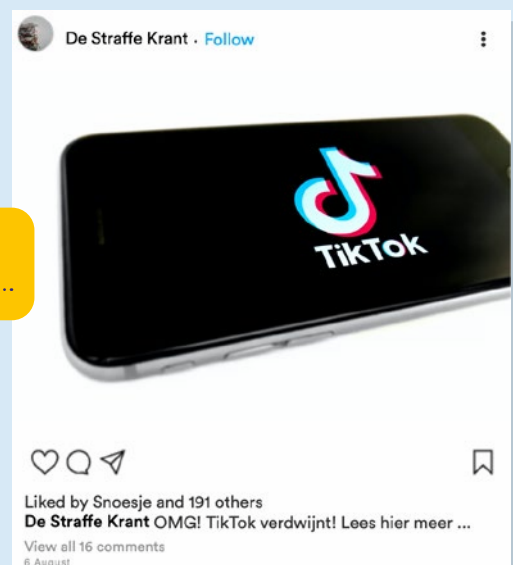 De Straffe Krant . Follow
TikTok
...
Liked by Snoesje and 191 others
De Straffe Krant OMG! TikTok verdwijnt! Lees hier meer ...
View all 16 comments
6 August